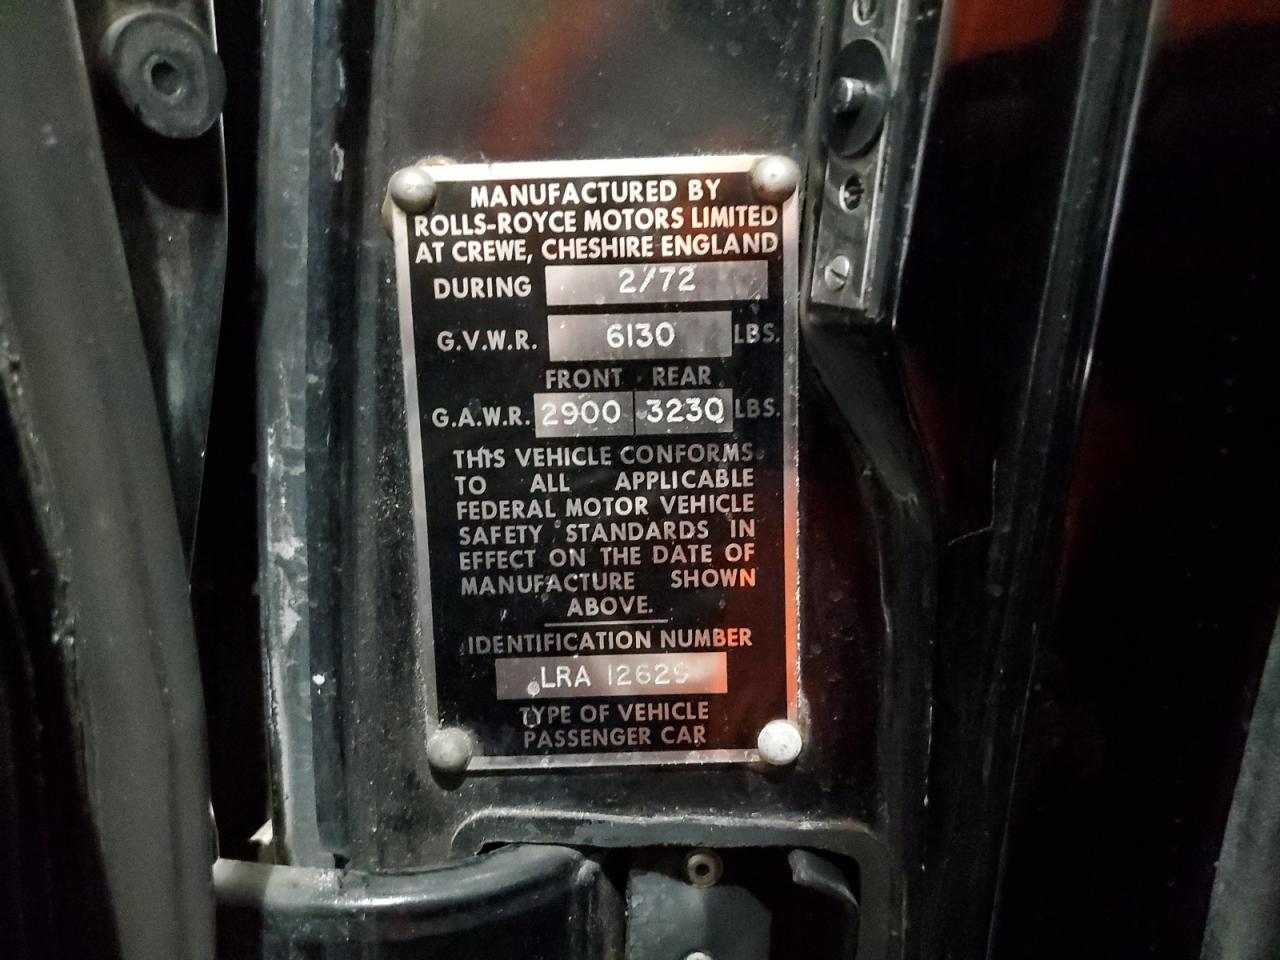 MANUFACTURED BY
ROLLS-ROYCE MOTORS LIMITED
AT CREWE, CHESHIRE ENGLAND
DURING 2/72
G.V.W.R. 6130 LBS.
FRONT REAR
G.A.W.R. 2900 3230 LBS.
THIS VEHICLE CONFORMS
TO ALL APPLICABLE
FEDERAL MOTOR VEHICLE
SAFETY STANDARDS IN
EFFECT ON THE DATE OF
MANUFACTURE SHOWN
ABOVE.
IDENTIFICATION NUMBER
LRA 12629
TYPE OF VEHICLE
PASSENGER CAR